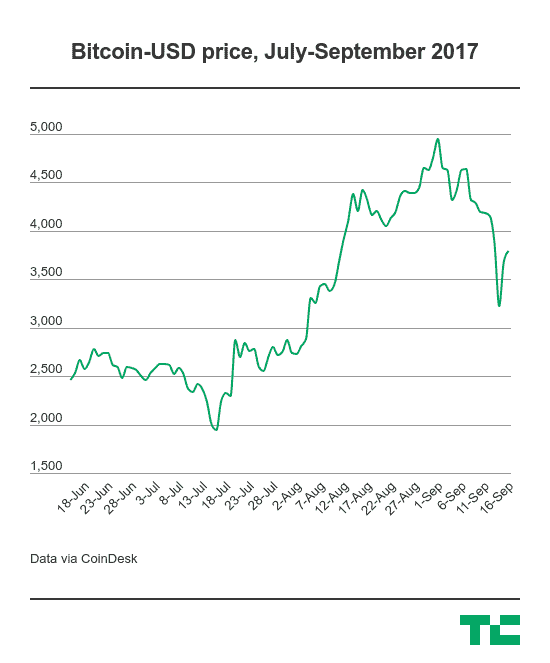 Bitcoin-USD price, July-September 2017
5,000
4,500
4,000
3,500
3,000
2,500
2,000
1,500
18-Jun
23-Jun
28-Jun
3-Jul
8-Jul
13-Jul
18-Jul
23-Jul
28-Jul
2-Aug
7-Aug
12-Aug
17-Aug
22-Aug
27-Aug
1-Sep
6-Sep
11-Sep
16-Sep
Data via CoinDesk
TC